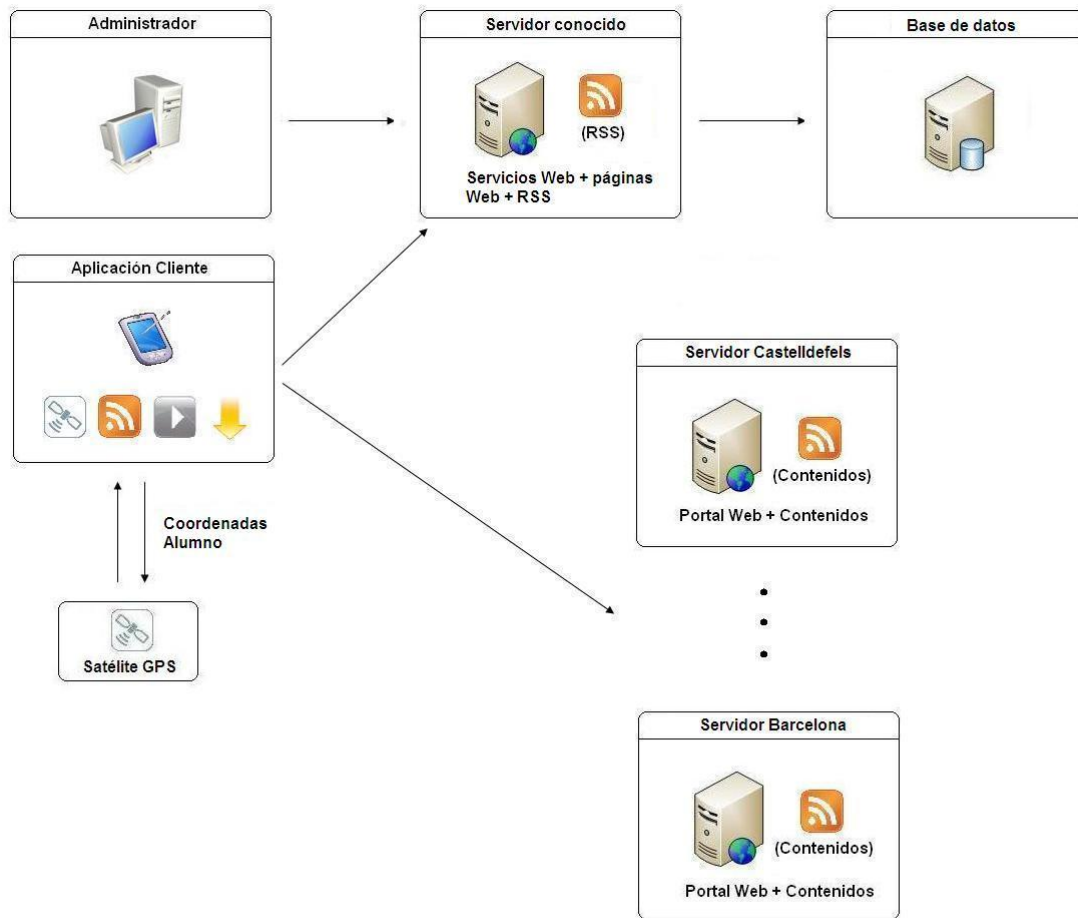 Administrador
Servidor conocido
Base de datos
(RSS)
Servicios Web + páginas
Web + RSS
Aplicación Cliente
Servidor Castelldefels
(Contenidos)
Portal Web + Contenidos
Coordenadas
Alumno
Satélite GPS
Servidor Barcelona
(Contenidos)
Portal Web + Contenidos